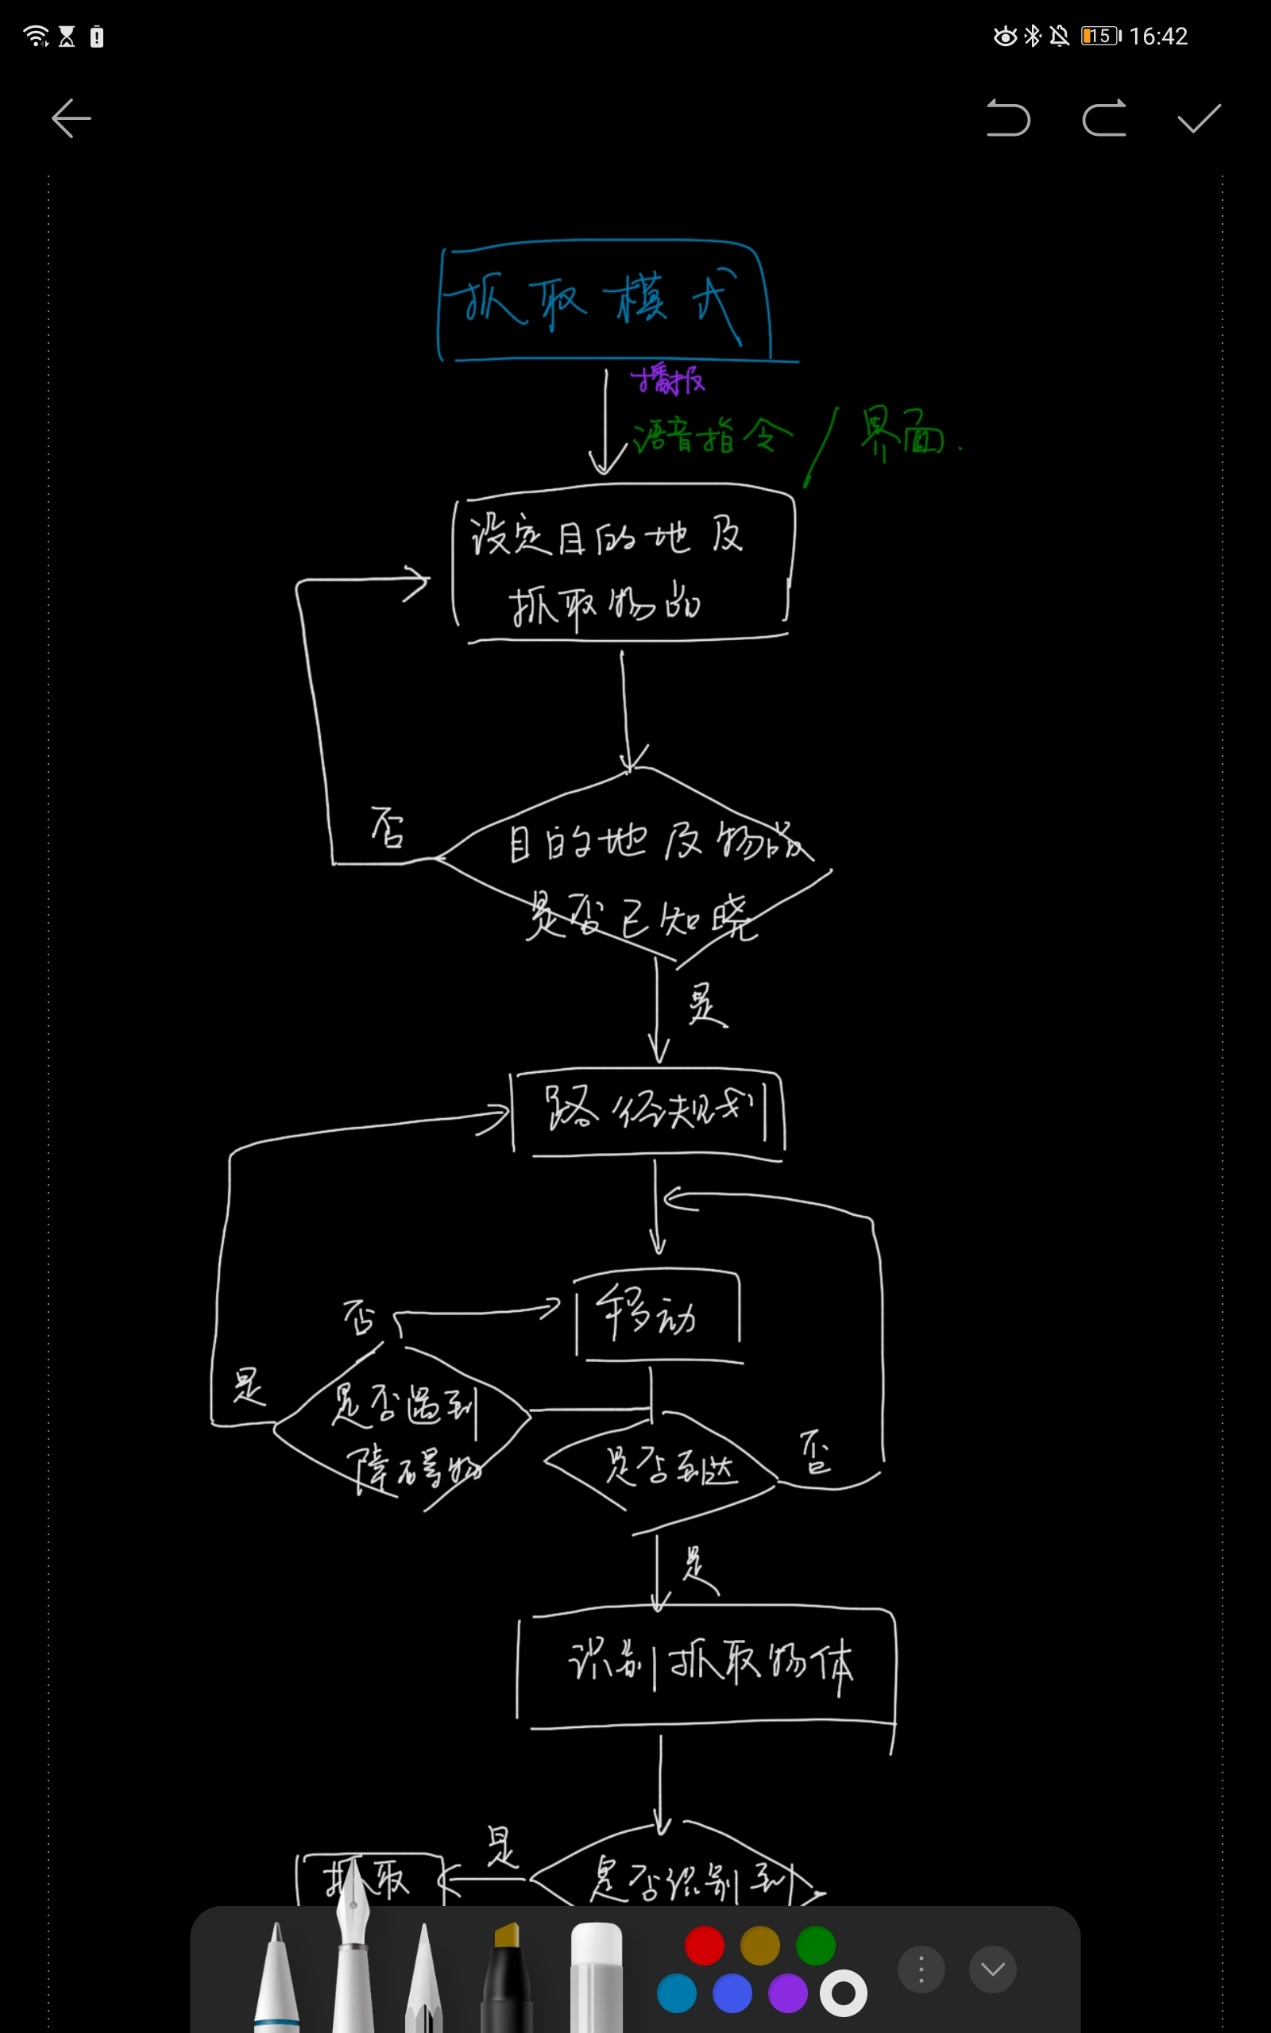 15 16:42
抓取模式
播报
语音指令/界面.
设定目的地及
抓取物品
否
目的地及物品
是否已知晓
是
路径规划
移动
否
是
是否遇到
障碍物
是否到达
否
是
识别抓取物体
是
抓取
是否识别到